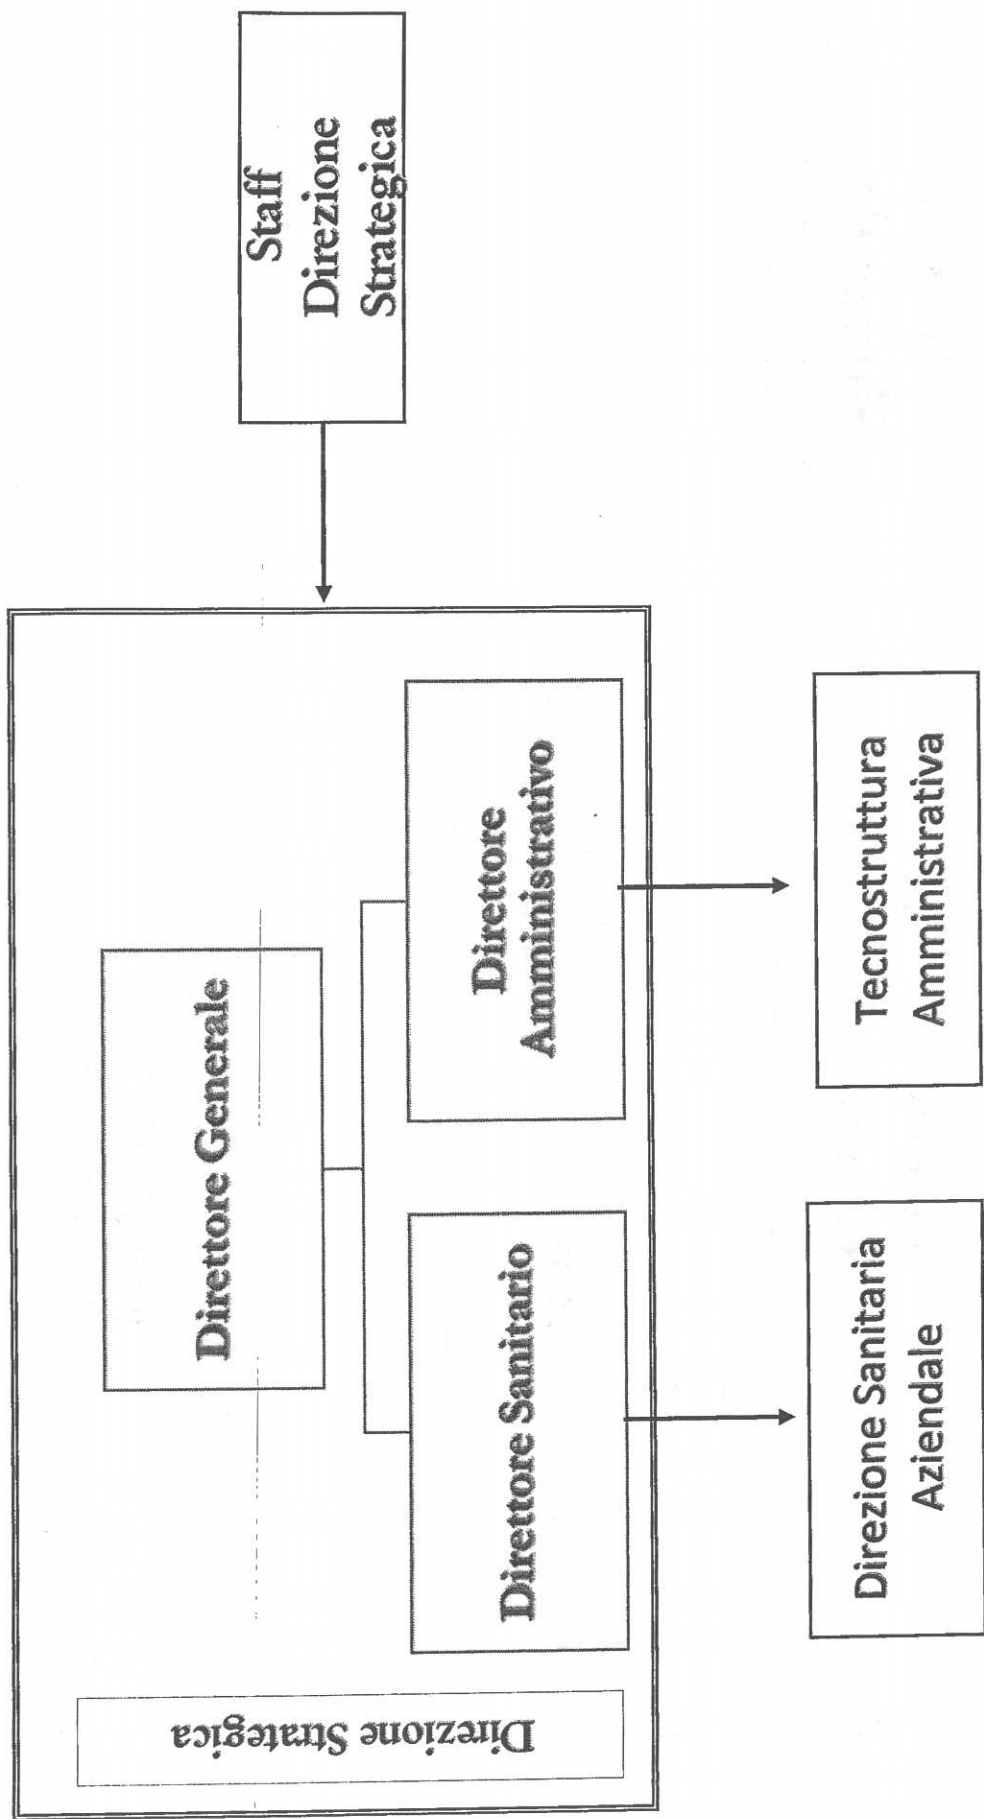 Direzione Strategica
Direttore Generale
Direttore Sanitario
Direttore
Amministrativo
Staff
Direzione
Strategica
Direzione Sanitaria
Aziendale
Tecnostruttura
Amministrativa